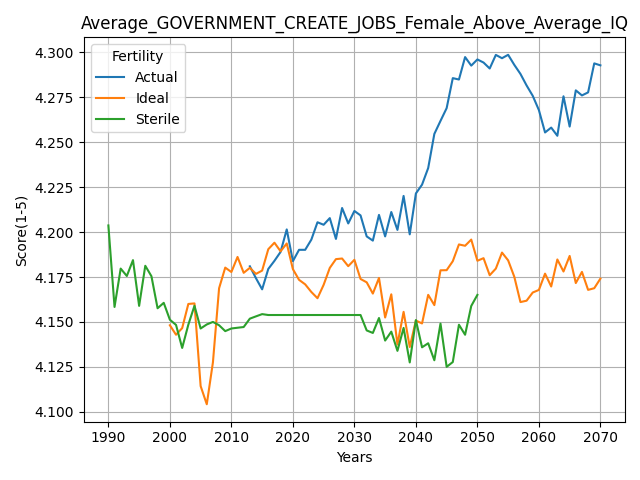 Average_GOVERNMENT_CREATE_JOBS_Female_Above_Average_IQ
Fertility
Actual
Ideal
Sterile
Score(1-5)
4.300
4.275
4.250
4.225
4.200
4.175
4.150
4.125
4.100
1990 2000 2010 2020 2030 2040 2050 2060 2070
Years